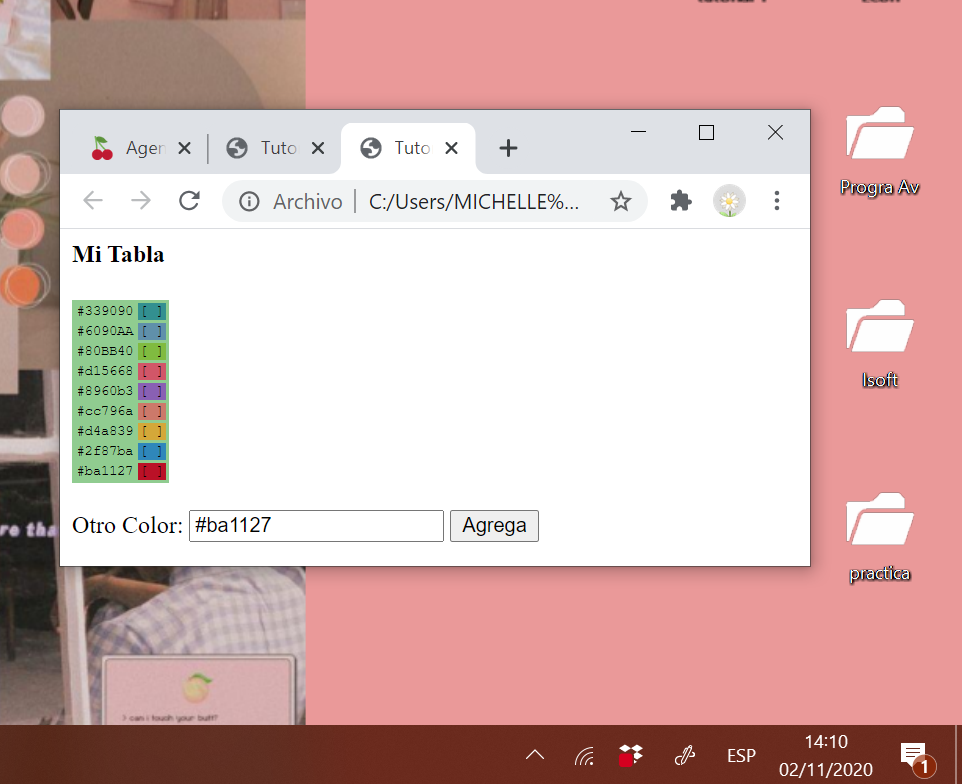 Progra Av
Isoft
practica
Agen
Tuto
Tuto
Archivo
C:/Users/MICHELLE%...
Mi Tabla
#339090 [ ]
#6090AA [ ]
#80BB40 [ ]
#d15668 [ ]
#8960b3 [ ]
#cc796a [ ]
#d4a839 [ ]
#2f87ba [ ]
#ba1127 [ ]
Otro Color: #ba1127 Agrega
re tha
> can i touch your butt?
ESP
14:10
02/11/2020
1